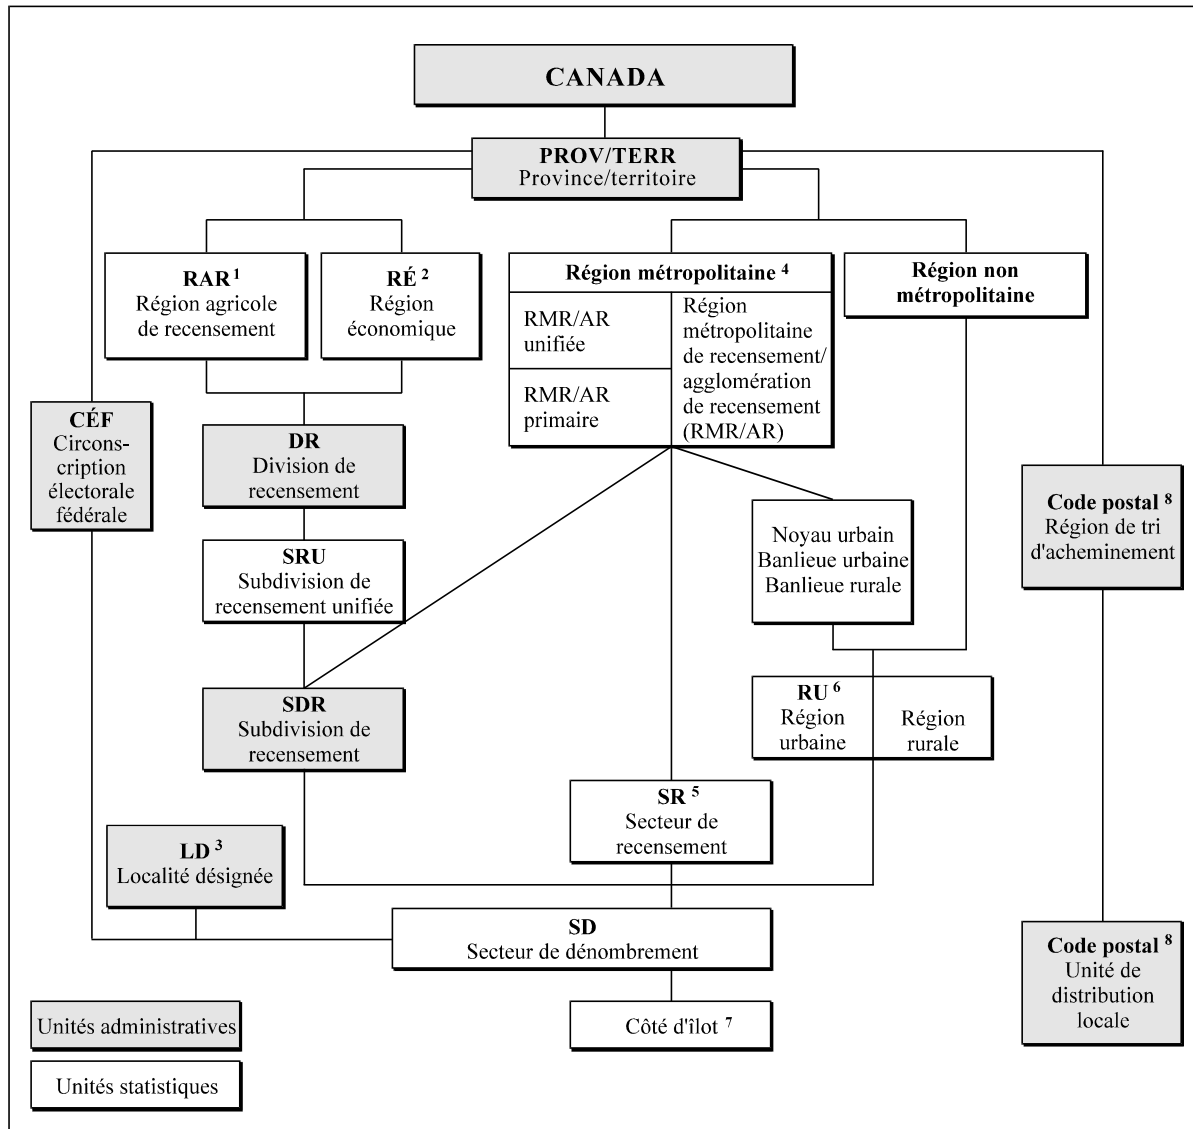 CANADA
PROV/TERR
Province/territoire
RAR 1
Région agricole
de recensement
RÉ 2
Région
économique
Région métropolitaine 4
RMR/AR
unifiée
RMR/AR
primaire
Région
métropolitaine
de recensement/
agglomération
de recensement
(RMR/AR)
Région non
métropolitaine
CÉF
Circons-
cription
électorale
fédérale
DR
Division de
recensement
Code postal 8
Région de tri
d'acheminement
Noyau urbain
Banlieue urbaine
Banlieue rurale
SRU
Subdivision de
recensement unifiée
SDR
Subdivision de
recensement
RU 6
Région
urbaine
Région
rurale
SR 5
Secteur de
recensement
LD 3
Localité désignée
SD
Secteur de dénombrement
Code postal 8
Unité de
distribution
locale
Côté d'îlot 7
Unités administratives
Unités statistiques